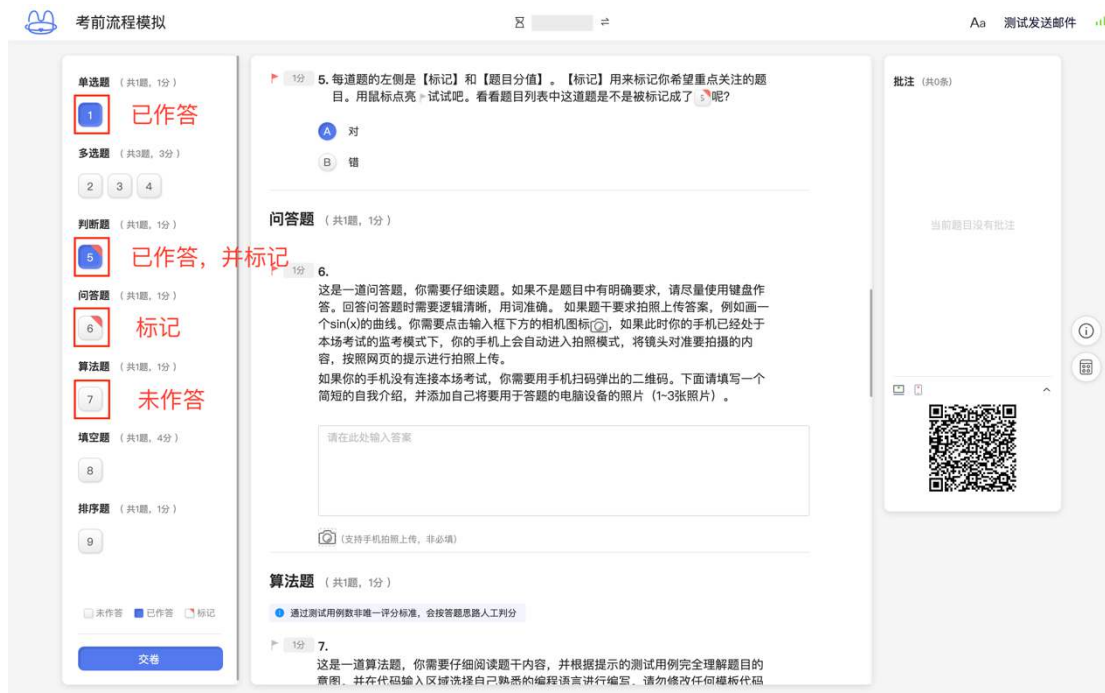 考前流程模拟
Aa 测试发送邮件
单选题 (共1题, 1分)
1 已作答
多选题 (共3题, 3分)
2 3 4
判断题 (共1题, 1分)
5 已作答，并标记
问答题 (共1题, 1分)
6 标记
算法题 (共1题, 1分)
7 未作答
填空题 (共1题, 4分)
8
排序题 (共1题, 1分)
9
未作答 已作答 标记
交卷
1分 5. 每道题的左侧是【标记】和【题目分值】。【标记】用来标记你希望重点关注的题
目。用鼠标点亮 试试吧。看看题目列表中这道题是不是被标记成了 5 呢？
A 对
B 错
问答题 (共1题, 1分)
1分 6.
这是一道问答题，你需要仔细读题。如果不是题目中有明确要求，请尽量使用键盘作
答。回答问答题时需要逻辑清晰，用词准确。 如果题干要求拍照上传答案，例如画一
个sin(x)的曲线。你需要点击输入框下方的相机图标，如果此时你的手机已经处于
本场考试的监考模式下，你的手机上会自动进入拍照模式，将镜头对准要拍摄的内
容，按照网页的提示进行拍照上传。
如果你的手机没有连接本场考试，你需要用手机扫码弹出的二维码。下面请填写一个
简短的自我介绍，并添加自己将要用于答题的电脑设备的照片（1~3张照片）。
请在此处输入答案
(支持手机拍照上传，非必填)
算法题 (共1题, 1分)
通过测试用例数非唯一评分标准，会按答题思路人工判分
1分 7.
这是一道算法题，你需要仔细阅读题干内容，并根据提示的测试用例完全理解题目的
意图，并在代码输入区域选择自己熟悉的编程语言进行编写，请勿修改任何模板代码
批注 (共0条)
当前题目没有批注